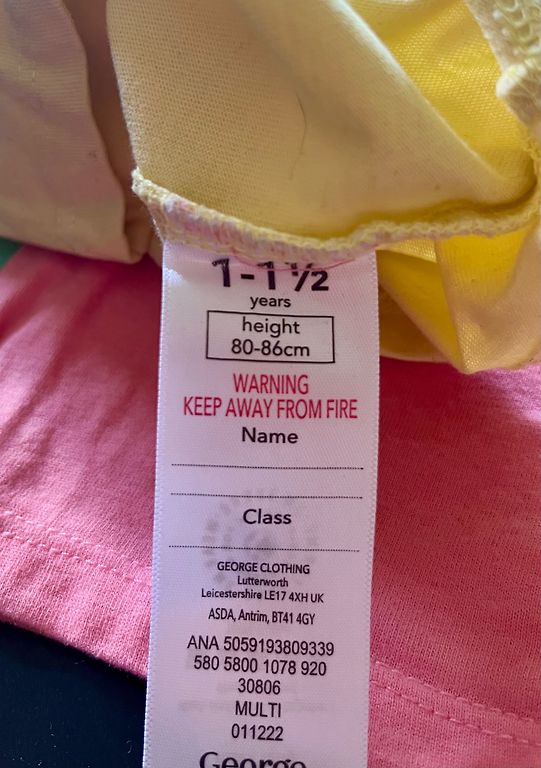 1-1½
years
height
80-86cm
WARNING
KEEP AWAY FROM FIRE
Name
Class
GEORGE CLOTHING
Lutterworth
Leicestershire LE17 4XH UK
ASDA, Antrim, BT41 4GY
ANA 5059193809339
580 5800 1078 920
30806
MULTI
011222
George